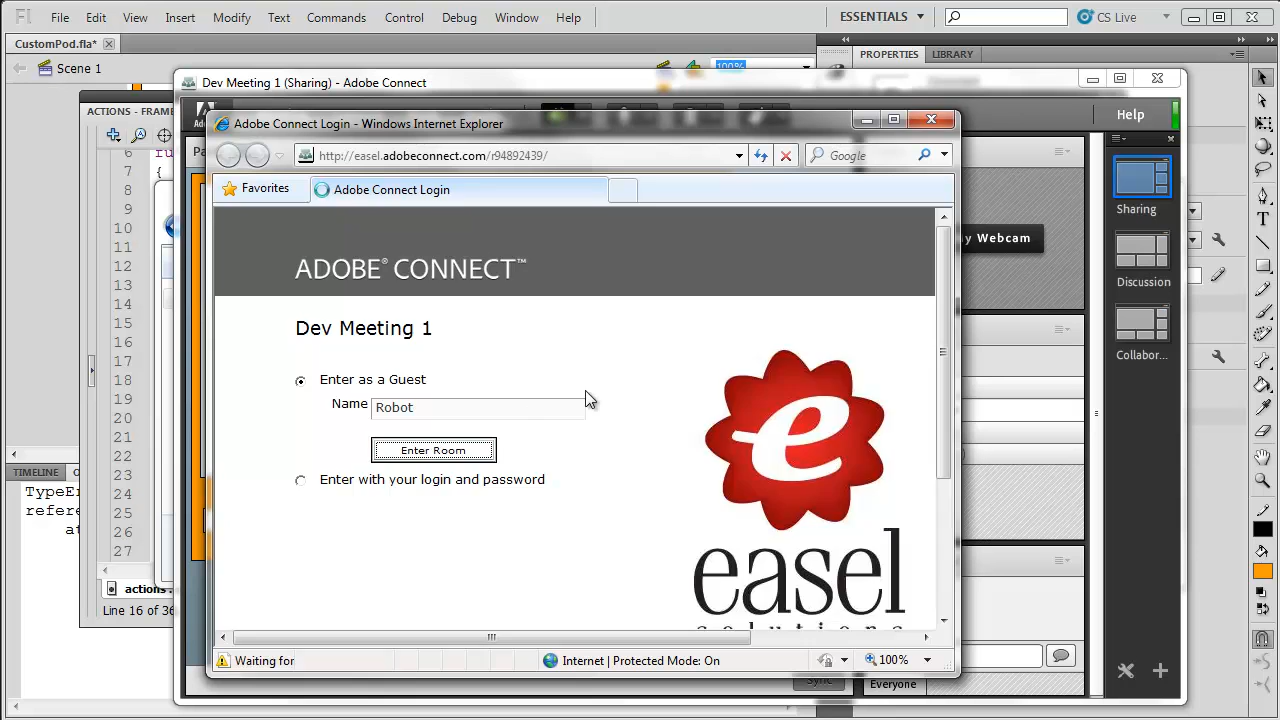 Fl File Edit View Insert Modify Text Commands Control Debug Window Help ESSENTIALS CS Live
CustomPod.fla*
Scene 1 100%
PROPERTIES LIBRARY
Dev Meeting 1 (Sharing) - Adobe Connect
ACTIONS - FRAM
Help
Adobe Connect Login - Windows Internet Explorer
http://easel.adobeconnect.com/r94892439/ Google
Favorites Adobe Connect Login
6
7
8
9
10
11
12
13
14
15
16
17
18
19
20
21
22
23
24
25
26
27
{
ADOBE® CONNECT™
Dev Meeting 1
Enter as a Guest
Name Robot
Enter Room
Enter with your login and password
e
easel
y Webcam
Sharing
Discussion
Collabor...
TIMELINE
TypeEr
refere
at
actions
Line 16 of 36
Waiting for Internet | Protected Mode: On 100%
Sync
Everyone